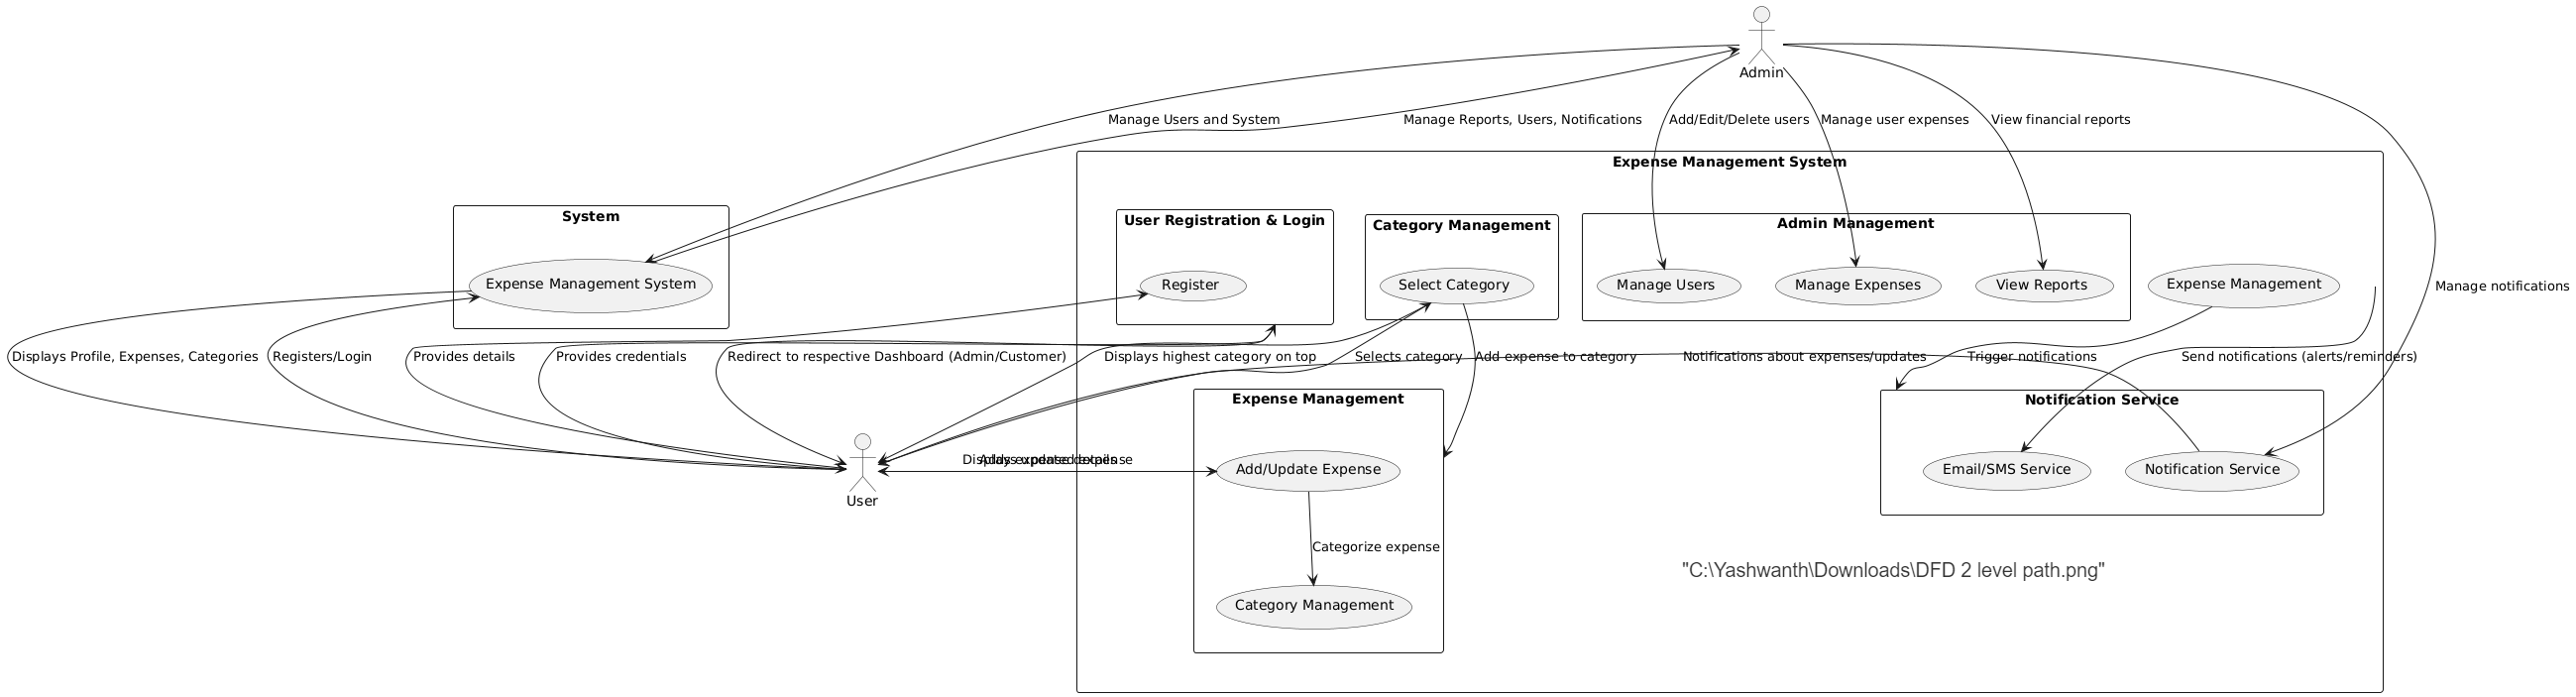 Admin
Manage Users and System
Manage Reports, Users, Notifications
Add/Edit/Delete users
Manage user expenses
View financial reports
Expense Management System
System
User Registration & Login
Category Management
Admin Management
Expense Management System
Register
Select Category
Manage Users
Manage Expenses
View Reports
Expense Management
Manage notifications
Displays Profile, Expenses, Categories
Registers/Login
Provides details
Provides credentials
Redirect to respective Dashboard (Admin/Customer)
Displays highest category on top
Selects category
Add expense to category
Notifications about expenses/updates
Trigger notifications
Send notifications (alerts/reminders)
Expense Management
Notification Service
User
Add/Update Expense
Email/SMS Service
Notification Service
Categorize expense
"C:\Yashwanth\Downloads\DFD 2 level path.png"
Category Management